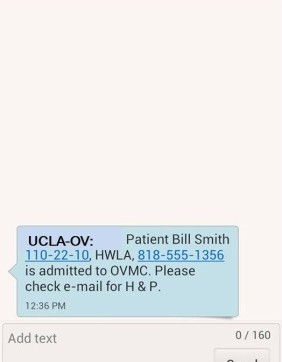 UCLA-OV: Patient Bill Smith
110-22-10, HWLA, 818-555-1356
is admitted to OVMC. Please
check e-mail for H & P.
12:36 PM
Add text 0 / 160